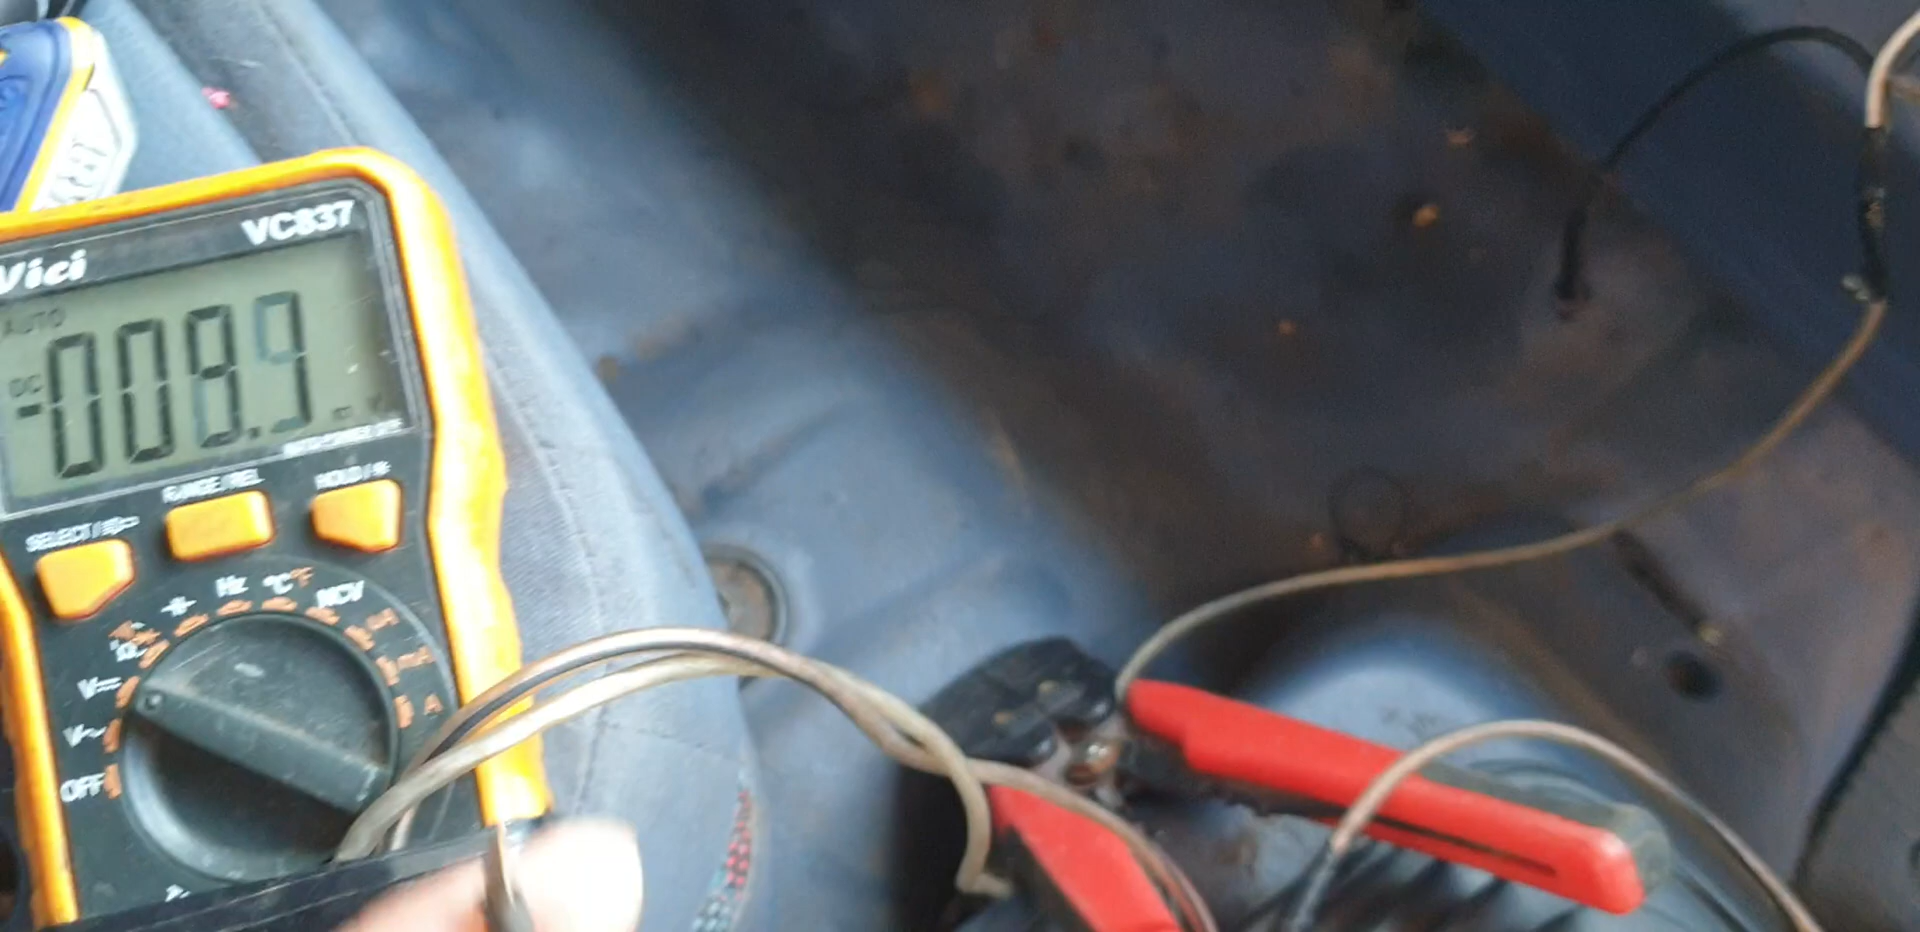 VC837
Vici
AUTO
DC
-008.9
RANGE/REL
HOLD/☀
SELECT/
Hz
°C°F
NCV
Ω
V⎓
V~
A
OFF